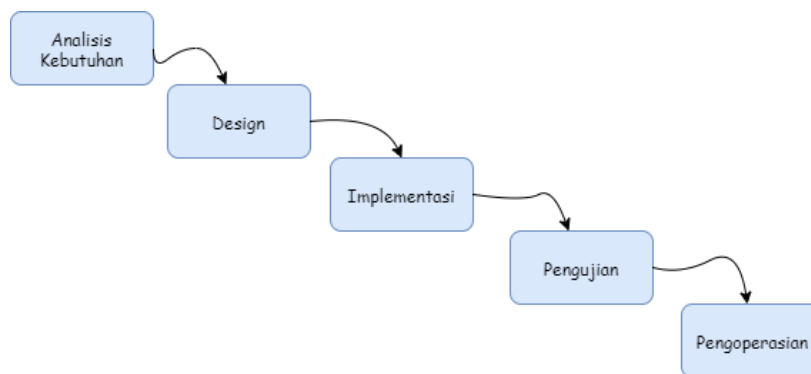 Analisis
Kebutuhan
Design
Implementasi
Pengujian
Pengoperasian